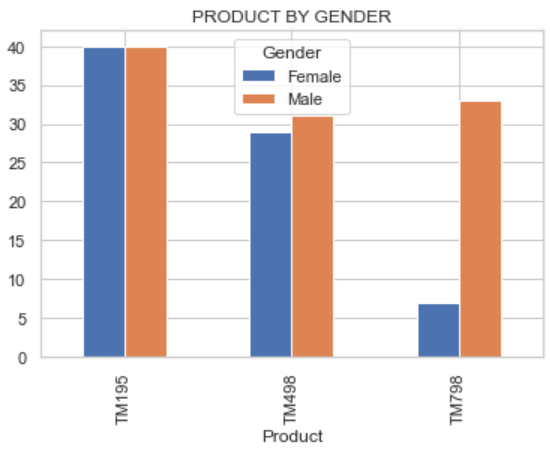 PRODUCT BY GENDER
40
35
30
25
20
15
10
5
0
Gender
Female
Male
TM195
TM498
TM798
Product